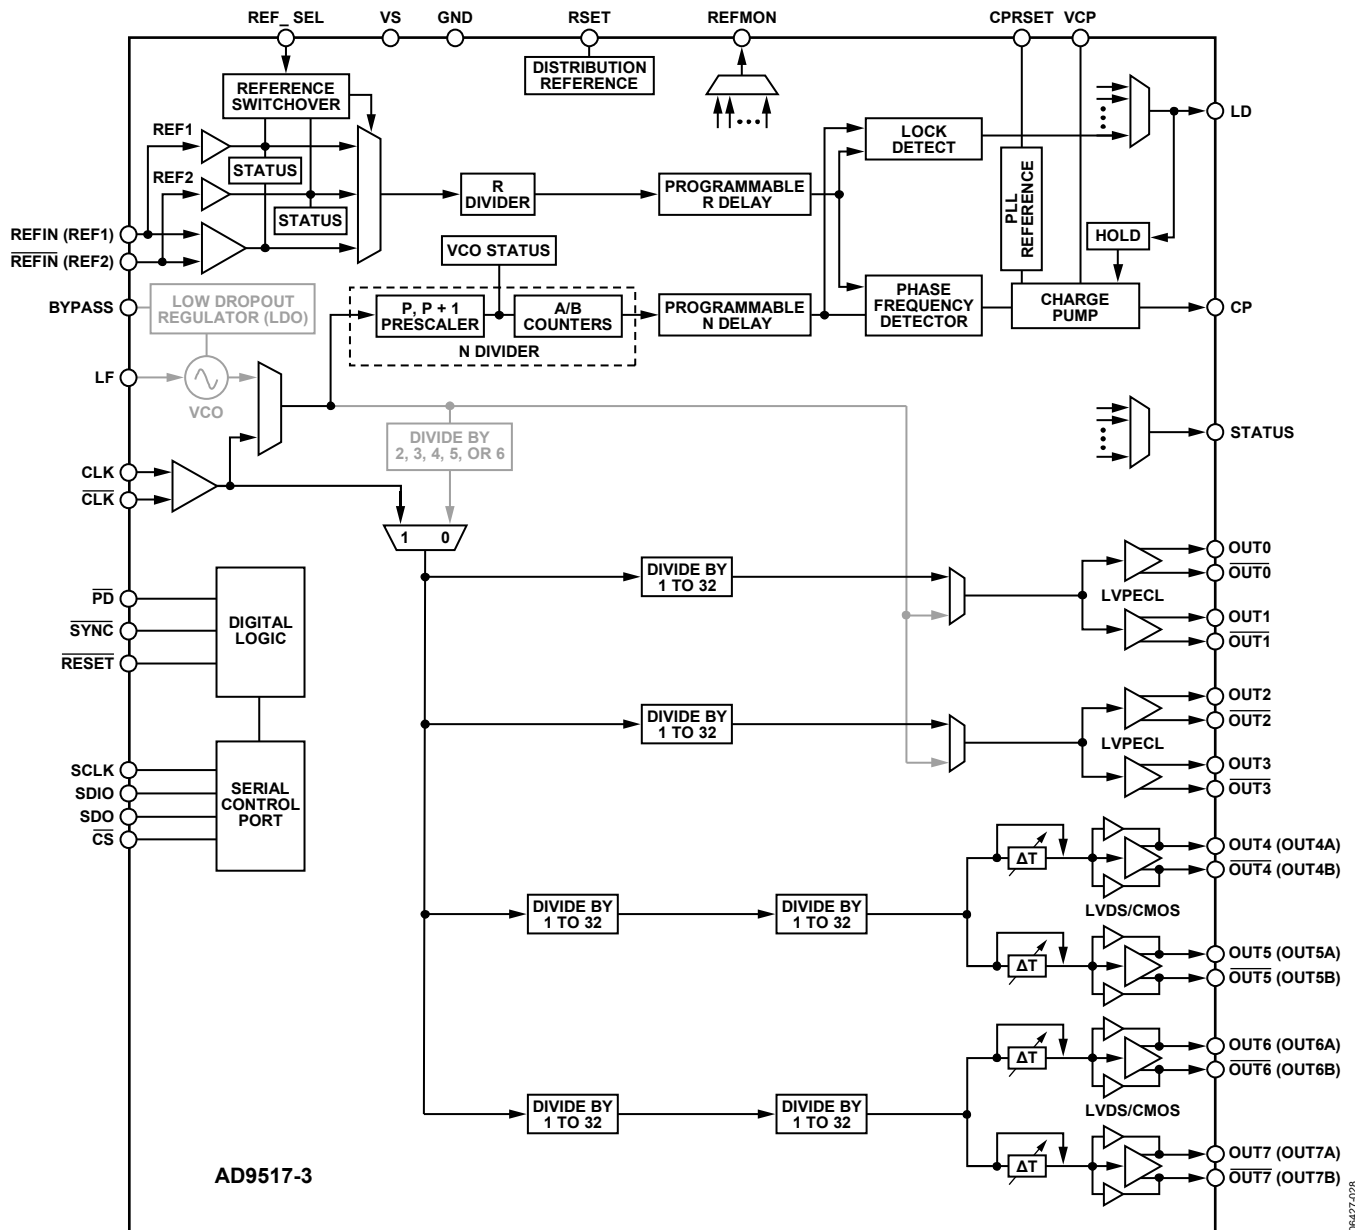 REF_ SEL
VS
GND
RSET
REFMON
CPRSET
VCP
DISTRIBUTION
REFERENCE
REFERENCE
SWITCHOVER
LD
REF1
LOCK
DETECT
STATUS
REF2
R
DIVIDER
PROGRAMMABLE
R DELAY
PLL
REFERENCE
STATUS
REFIN (REF1)
HOLD
VCO STATUS
REFIN (REF2)
BYPASS
LOW DROPOUT
REGULATOR (LDO)
P, P + 1
PRESCALER
A/B
COUNTERS
PROGRAMMABLE
N DELAY
PHASE
FREQUENCY
DETECTOR
CHARGE
PUMP
CP
N DIVIDER
LF
VCO
STATUS
DIVIDE BY
2, 3, 4, 5, OR 6
CLK
CLK
1 0
OUT0
DIVIDE BY
1 TO 32
OUT0
PD
LVPECL
OUT1
DIGITAL
LOGIC
SYNC
OUT1
RESET
OUT2
DIVIDE BY
1 TO 32
OUT2
LVPECL
OUT3
SCLK
OUT3
SDIO
SERIAL
CONTROL
PORT
SDO
CS
OUT4 (OUT4A)
ΔT
OUT4 (OUT4B)
DIVIDE BY
1 TO 32
DIVIDE BY
1 TO 32
LVDS/CMOS
OUT5 (OUT5A)
ΔT
OUT5 (OUT5B)
OUT6 (OUT6A)
ΔT
OUT6 (OUT6B)
DIVIDE BY
1 TO 32
DIVIDE BY
1 TO 32
LVDS/CMOS
OUT7 (OUT7A)
ΔT
OUT7 (OUT7B)
AD9517-3
06427-028